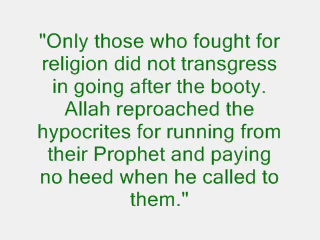 "Only those who fought for
religion did not transgress
in going after the booty.
Allah reproached the
hypocrites for running from
their Prophet and paying
no heed when he called to
them."